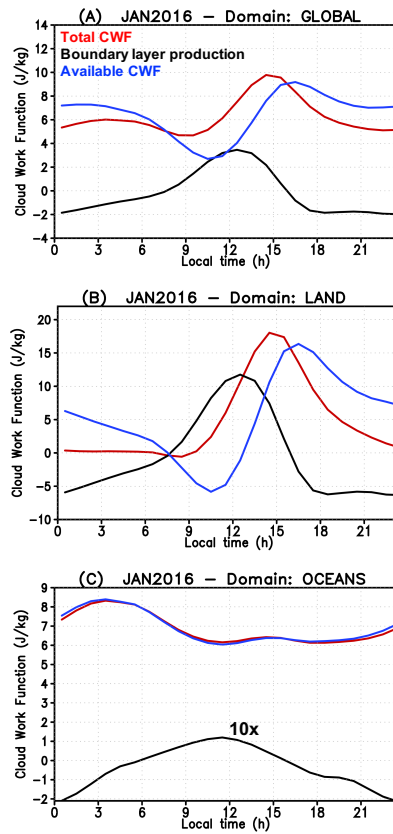 (A) JAN2016 – Domain: GLOBAL
Total CWF
Boundary layer production
Available CWF
Cloud Work Function (J/kg)
14
12
10
8
6
4
2
0
−2
−4
3 6 9 12 15 18 21
Local time (h)
(B) JAN2016 – Domain: LAND
Cloud Work Function (J/kg)
20
15
10
5
0
−5
−10
0 3 6 9 12 15 18 21
Local time (h)
(C) JAN2016 – Domain: OCEANS
Cloud Work Function (J/kg)
9
8
7
6
5
4
3
2
1
0
−1
−2
10x
0 3 6 9 12 15 18 21
Local time (h)